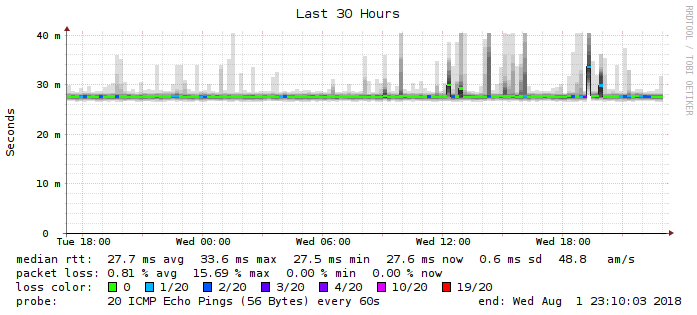 Last 30 Hours
RRDTOOL / TOBI OETIKER
Seconds
40 m
30 m
20 m
10 m
0
Tue 18:00 Wed 00:00 Wed 06:00 Wed 12:00 Wed 18:00
median rtt: 27.7 ms avg 33.6 ms max 27.5 ms min 27.6 ms now 0.6 ms sd 48.8 am/s
packet loss: 0.81 % avg 15.69 % max 0.00 % min 0.00 % now
loss color: 0 1/20 2/20 3/20 4/20 10/20 19/20
probe: 20 ICMP Echo Pings (56 Bytes) every 60s end: Wed Aug 1 23:10:03 2018